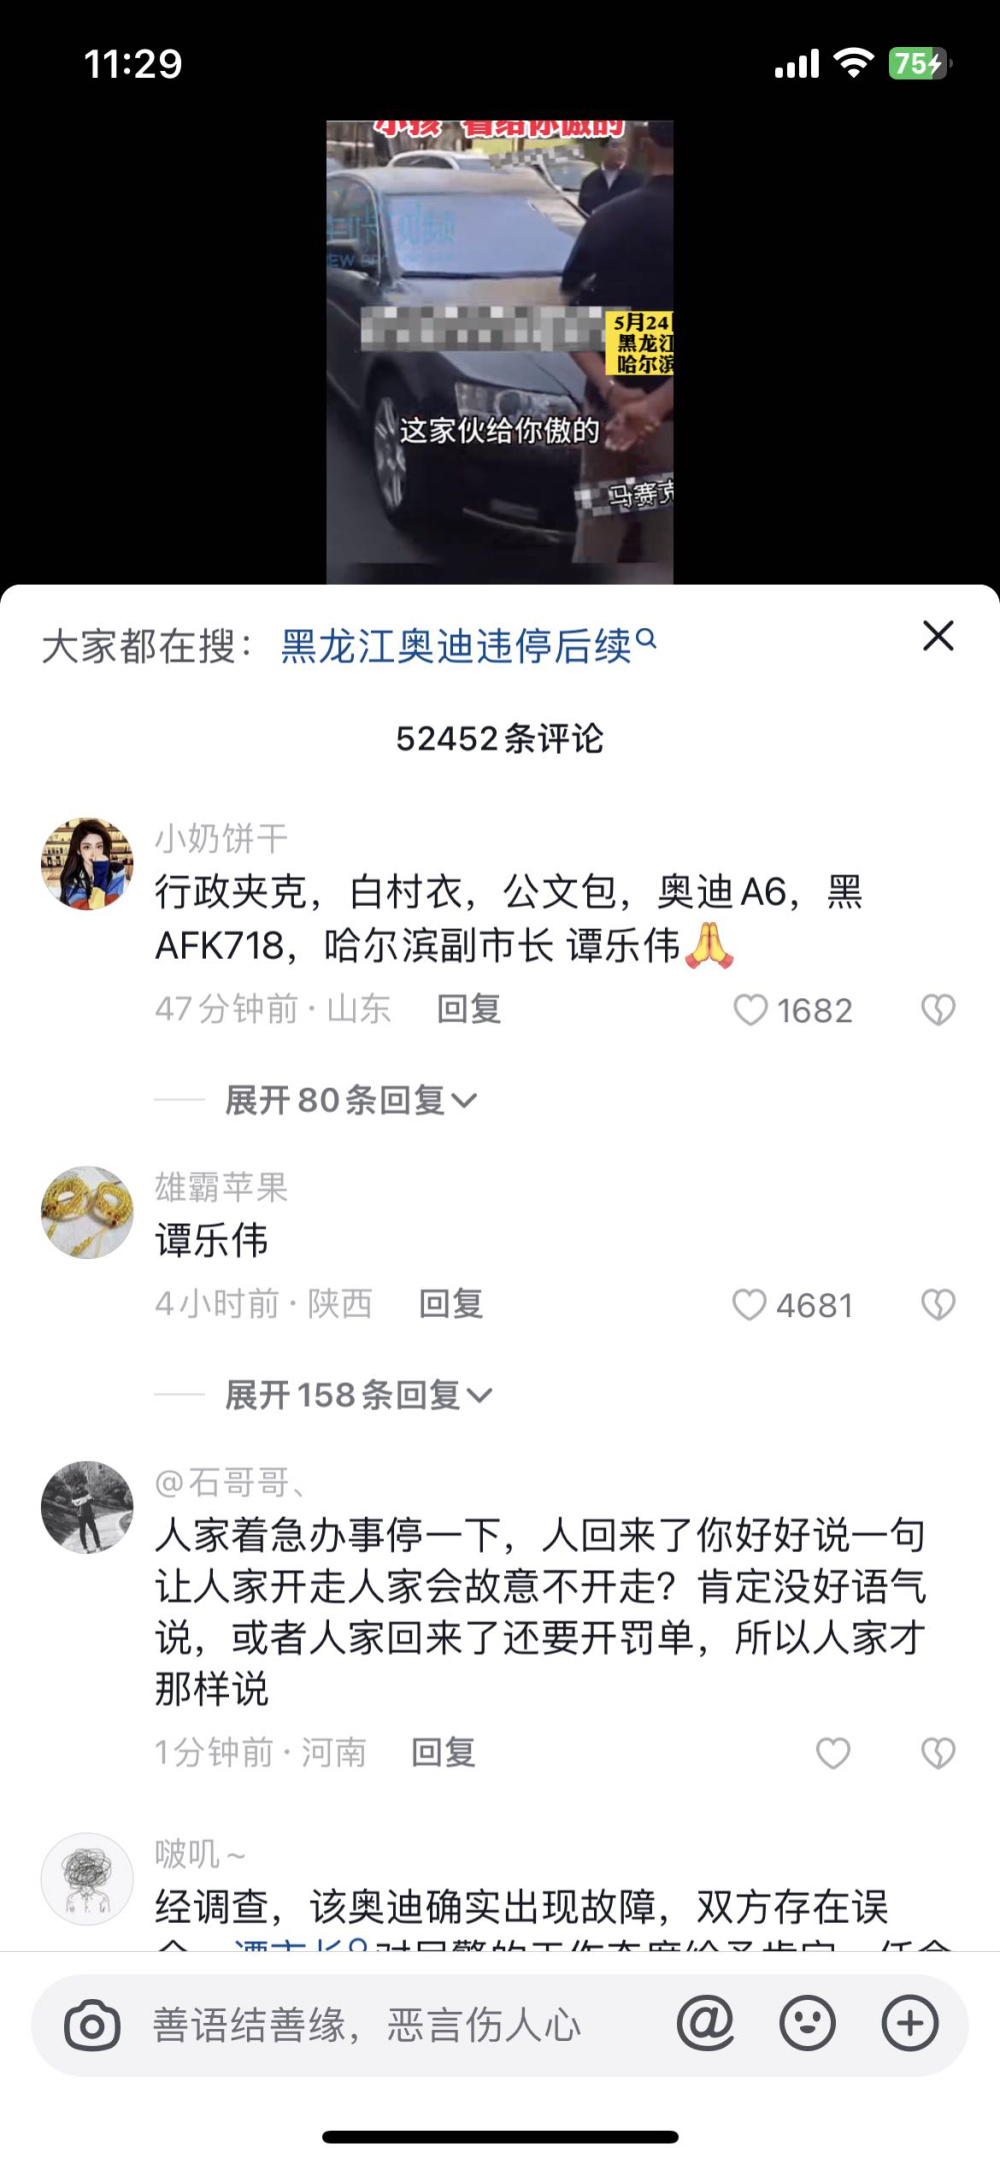 11:29
75
小孩 看给你傲的
5月24
黑龙江
哈尔滨
这家伙给你傲的
马赛克
大家都在搜： 黑龙江奥迪违停后续
52452条评论
小奶饼干
行政夹克，白村衣，公文包，奥迪A6，黑
AFK718，哈尔滨副市长 谭乐伟🙏
47分钟前·山东 回复 1682
展开80条回复
雄霸苹果
谭乐伟
4小时前·陕西 回复 4681
展开158条回复
@石哥哥、
人家着急办事停一下，人回来了你好好说一句
让人家开走人家会故意不开走？肯定没好语气
说，或者人家回来了还要开罚单，所以人家才
那样说
1分钟前·河南 回复
啵叽~
经调查，该奥迪确实出现故障，双方存在误
善语结善缘，恶言伤人心